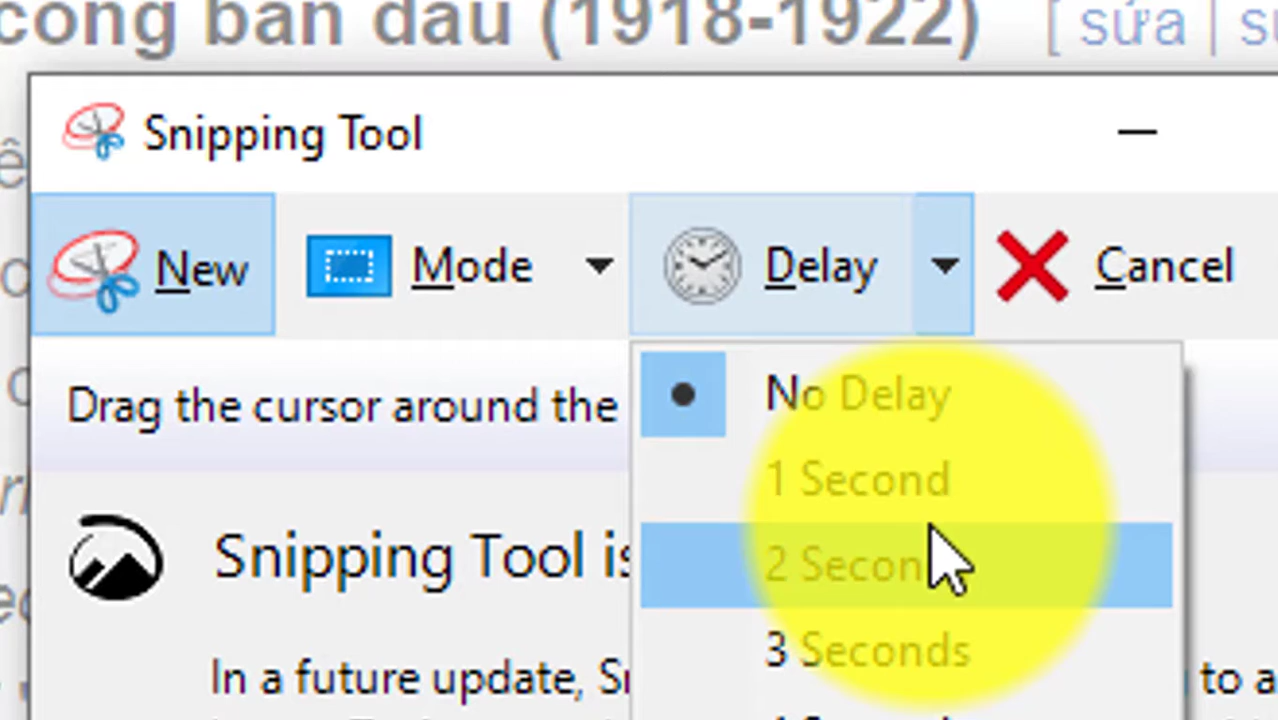 công ban đầu (1918-1922) [ sửa |
Snipping Tool
New Mode Delay Cancel
No Delay
Drag the cursor around the
1 Second
Snipping Tool is
2 Secon
3 Seconds
In a future update, to a